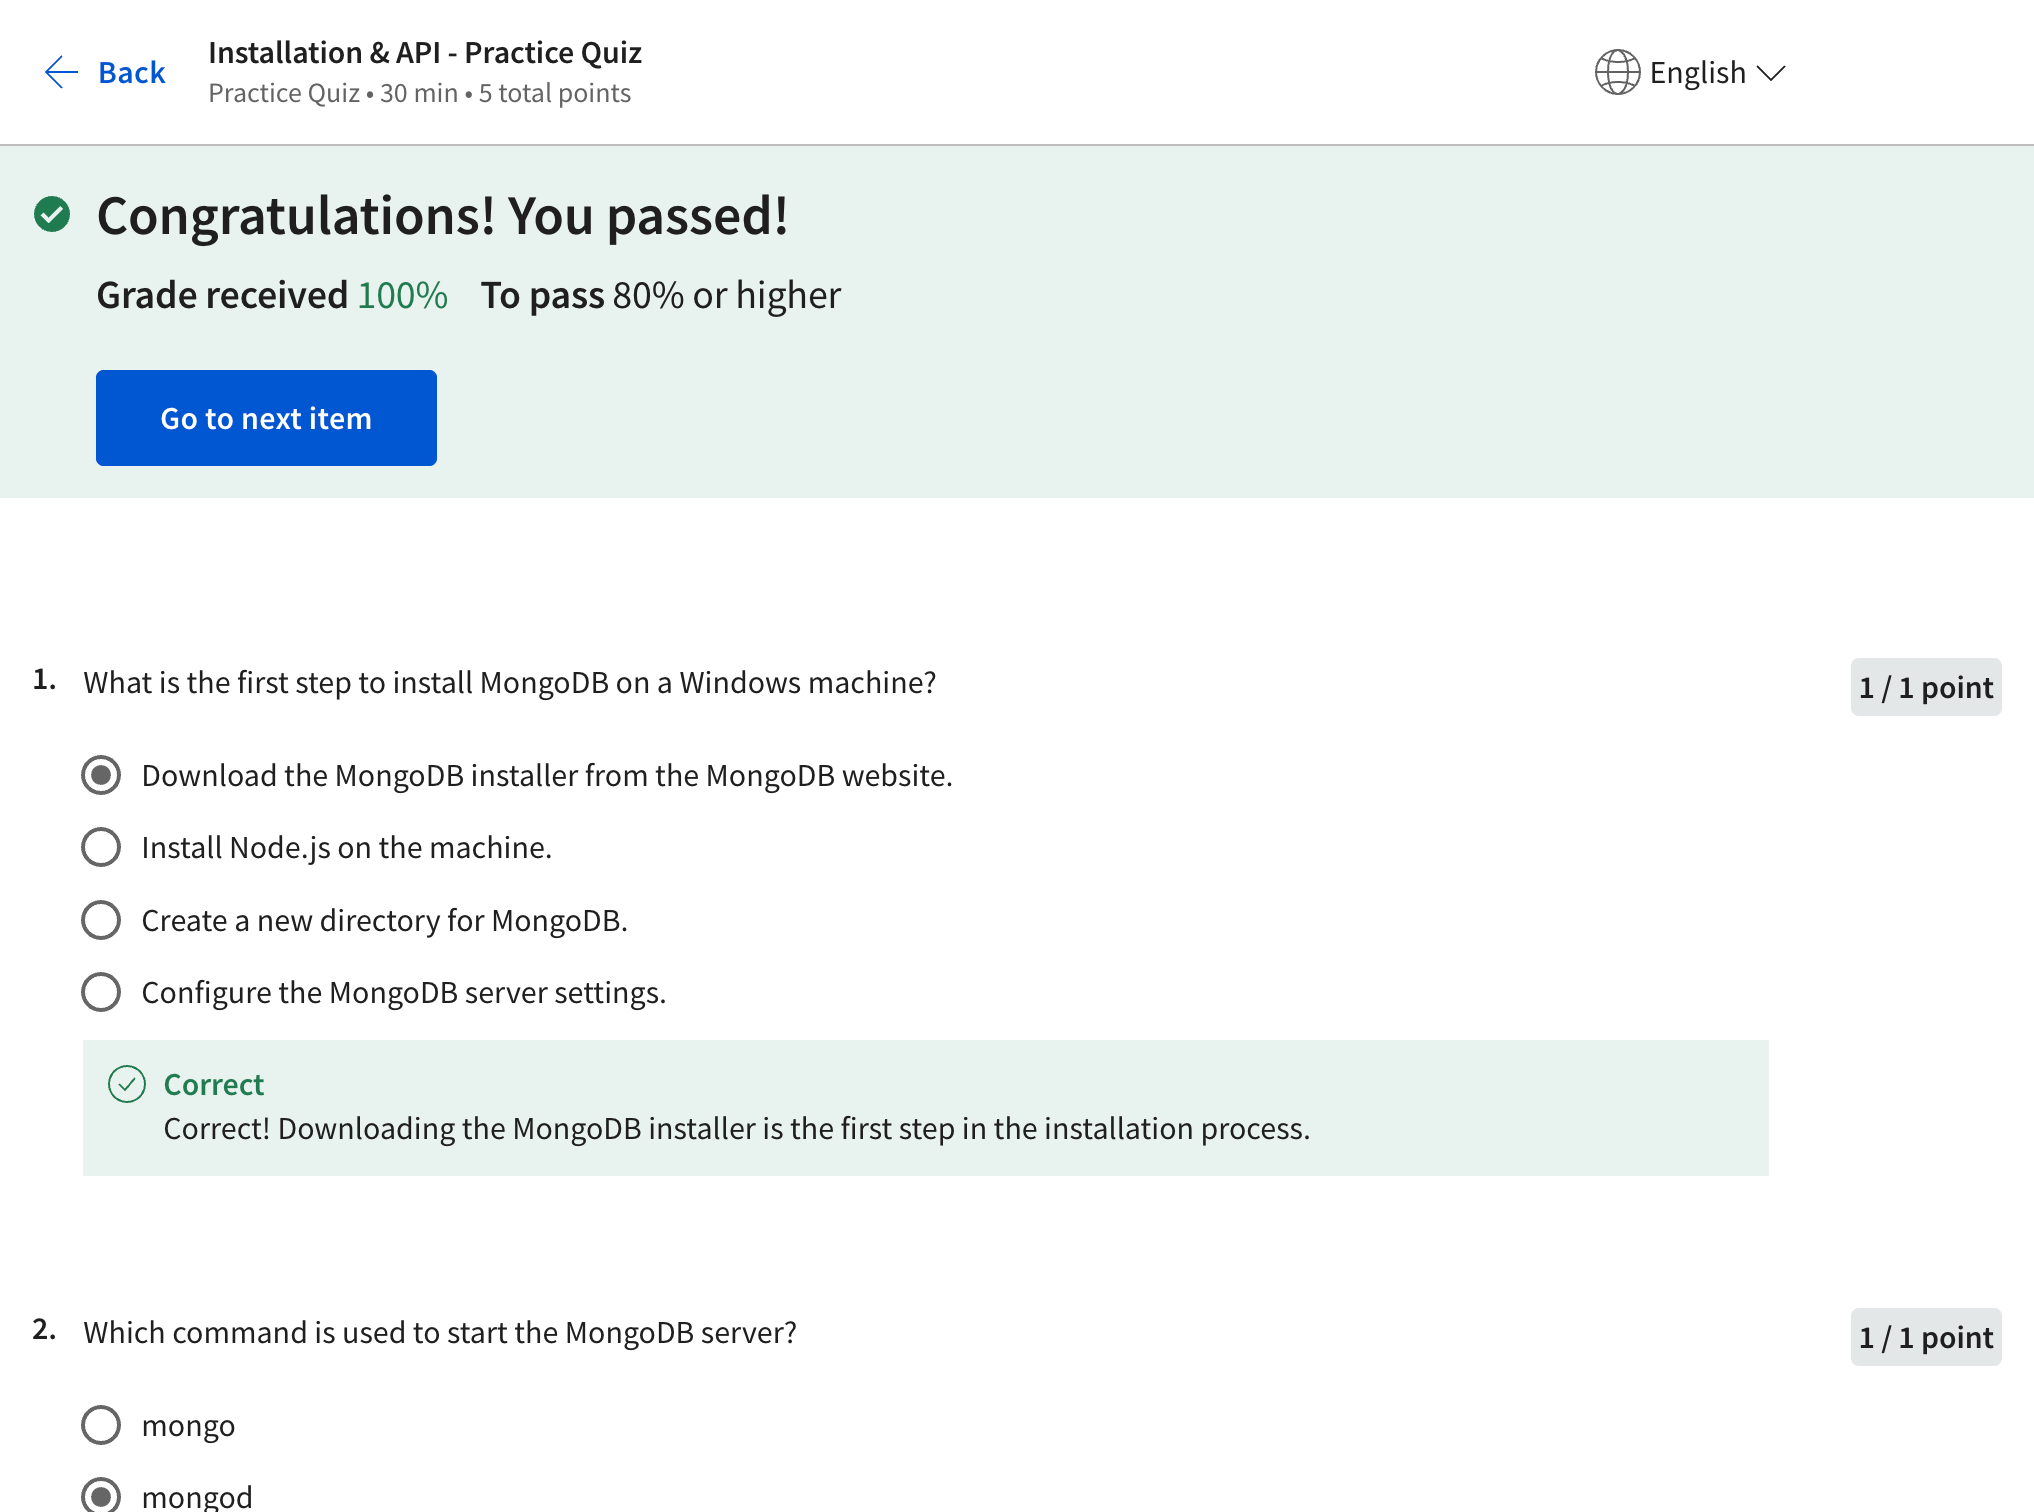 Back
Installation & API - Practice Quiz
Practice Quiz • 30 min • 5 total points
English
Congratulations! You passed!
Grade received 100% To pass 80% or higher
Go to next item
1. What is the first step to install MongoDB on a Windows machine?
1 / 1 point
Download the MongoDB installer from the MongoDB website.
Install Node.js on the machine.
Create a new directory for MongoDB.
Configure the MongoDB server settings.
Correct
Correct! Downloading the MongoDB installer is the first step in the installation process.
2. Which command is used to start the MongoDB server?
1 / 1 point
mongo
mongod